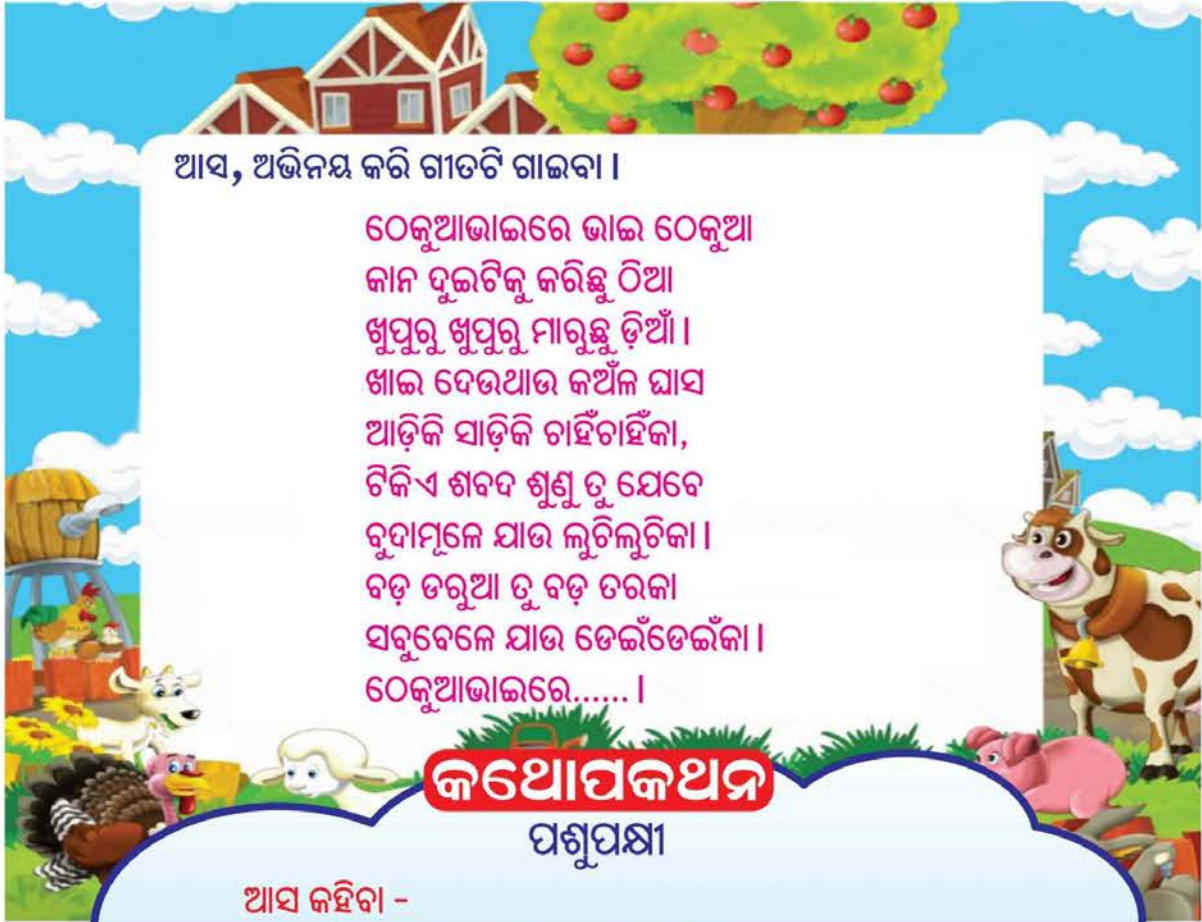 ଆସ, ଅଭିନୟ କରି ଗୀତଟି ଗାଇବା।
ଠେକୁଆଭାଇରେ ଭାଇ ଠେକୁଆ
କାନ ଦୁଇଟିକୁ କରିଛୁ ଠିଆ
ଖୁପୁରୁ ଖୁପୁରୁ ମାରୁଛୁ ଡ଼ିଆଁ।
ଖାଇ ଦେଉଥାଉ କଅଁଳ ଘାସ
ଆଡ଼ିକି ସାଡ଼ିକି ଚାହିଁଚାହିଁକା,
ଟିକିଏ ଶବଦ ଶୁଣୁ ତୁ ଯେବେ
ବୁଦାମୂଳେ ଯାଉ ଲୁଚିଲୁଚିକା।
ବଡ଼ ଡରୁଆ ତୁ ବଡ଼ ତରକା
ସବୁବେଳେ ଯାଉ ଡେଇଁଡେଇଁକା।
ଠେକୁଆଭାଇରେ......।
କଥୋପକଥନ
ପଶୁପକ୍ଷୀ
ଆସ କହିବା -